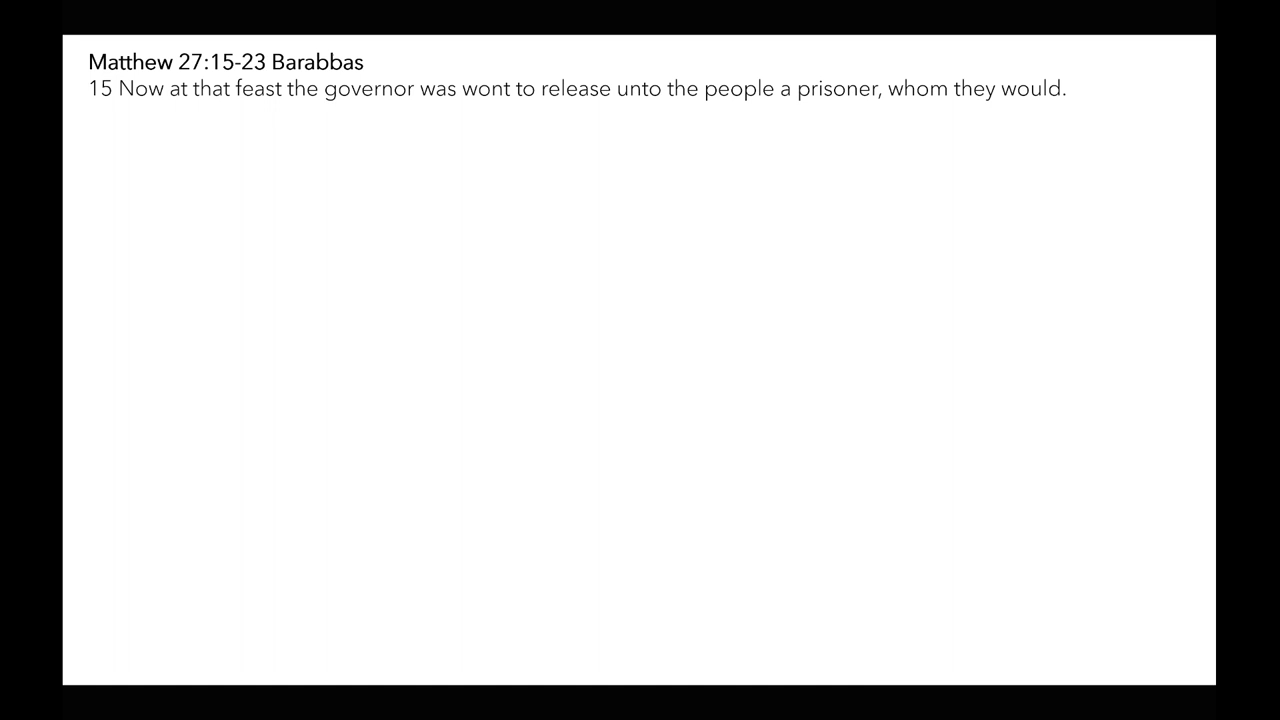 Matthew 27:15-23 Barabbas
15 Now at that feast the governor was wont to release unto the people a prisoner, whom they would.